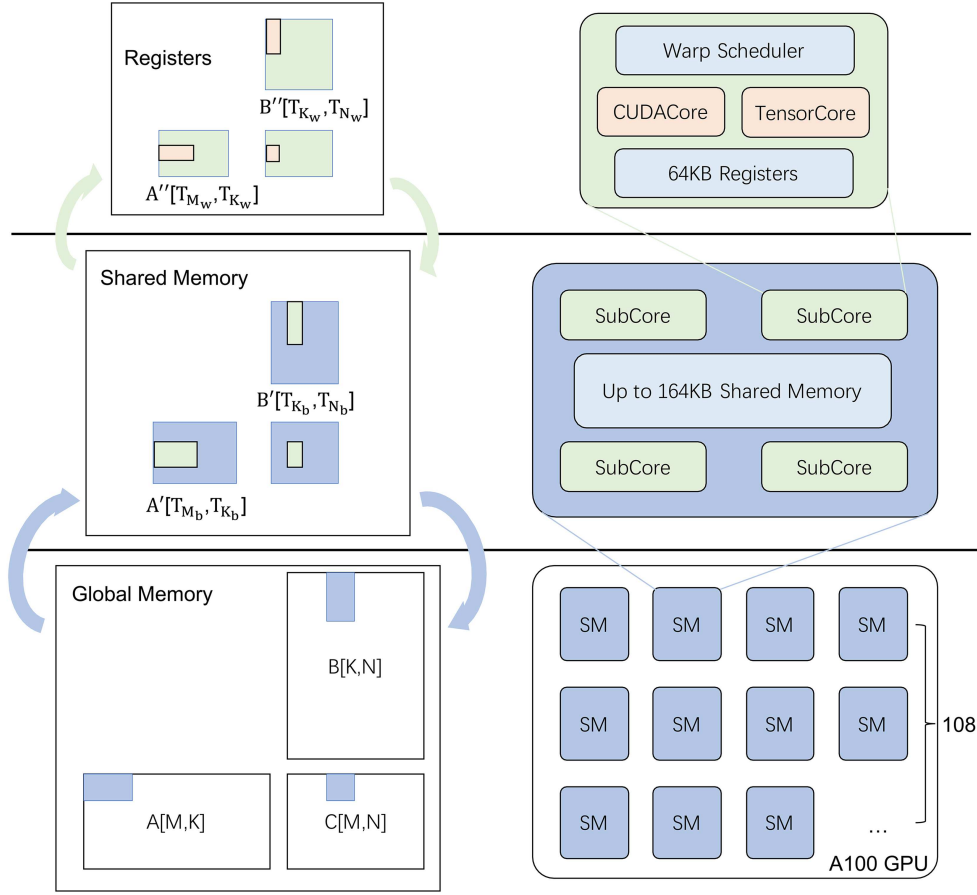 Registers
B''[T_{K_w},T_{N_w}]
A''[T_{M_w},T_{K_w}]
Warp Scheduler
CUDACore
TensorCore
64KB Registers
Shared Memory
B'[T_{K_b},T_{N_b}]
A'[T_{M_b},T_{K_b}]
SubCore
SubCore
Up to 164KB Shared Memory
SubCore
SubCore
Global Memory
B[K,N]
A[M,K]
C[M,N]
SM
SM
SM
SM
SM
SM
SM
SM
108
SM
SM
SM
...
A100 GPU